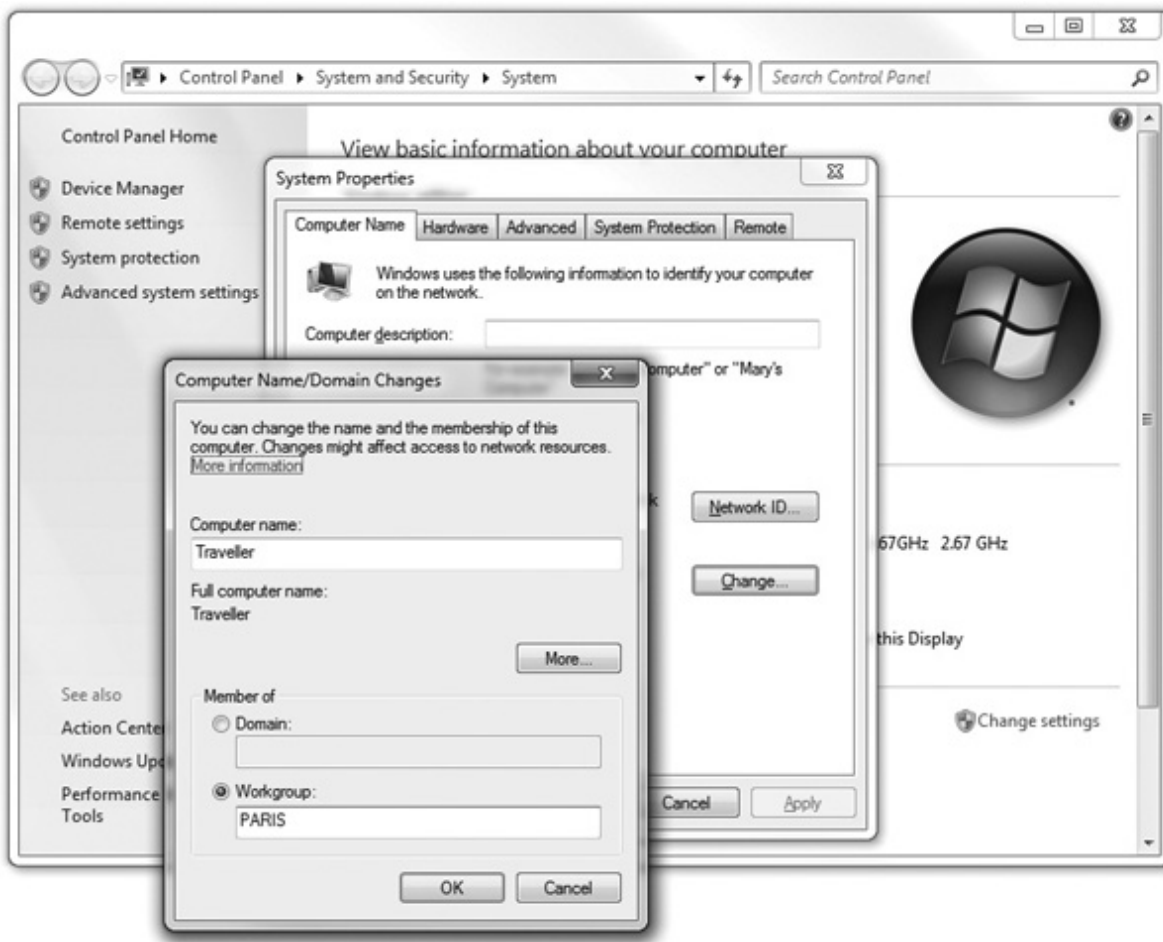 Control Panel ▸ System and Security ▸ System
Search Control Panel
Control Panel Home
Device Manager
Remote settings
System protection
Advanced system settings
See also
Action Center
Windows
Performance
Tools
View basic information about your computer
67GHz 2.67 GHz
this Display
Change settings
System Properties
Computer Name Hardware Advanced System Protection Remote
Windows uses the following information to identify your computer
on the network.
Computer description:
omputer" or "Mary's
Computer"
Network ID...
Change...
Cancel Apply
Computer Name/Domain Changes
You can change the name and the membership of this
computer. Changes might affect access to network resources.
More information
Computer name:
Traveller
Full computer name:
Traveller
More...
Member of
Domain:
Workgroup:
PARIS
OK Cancel